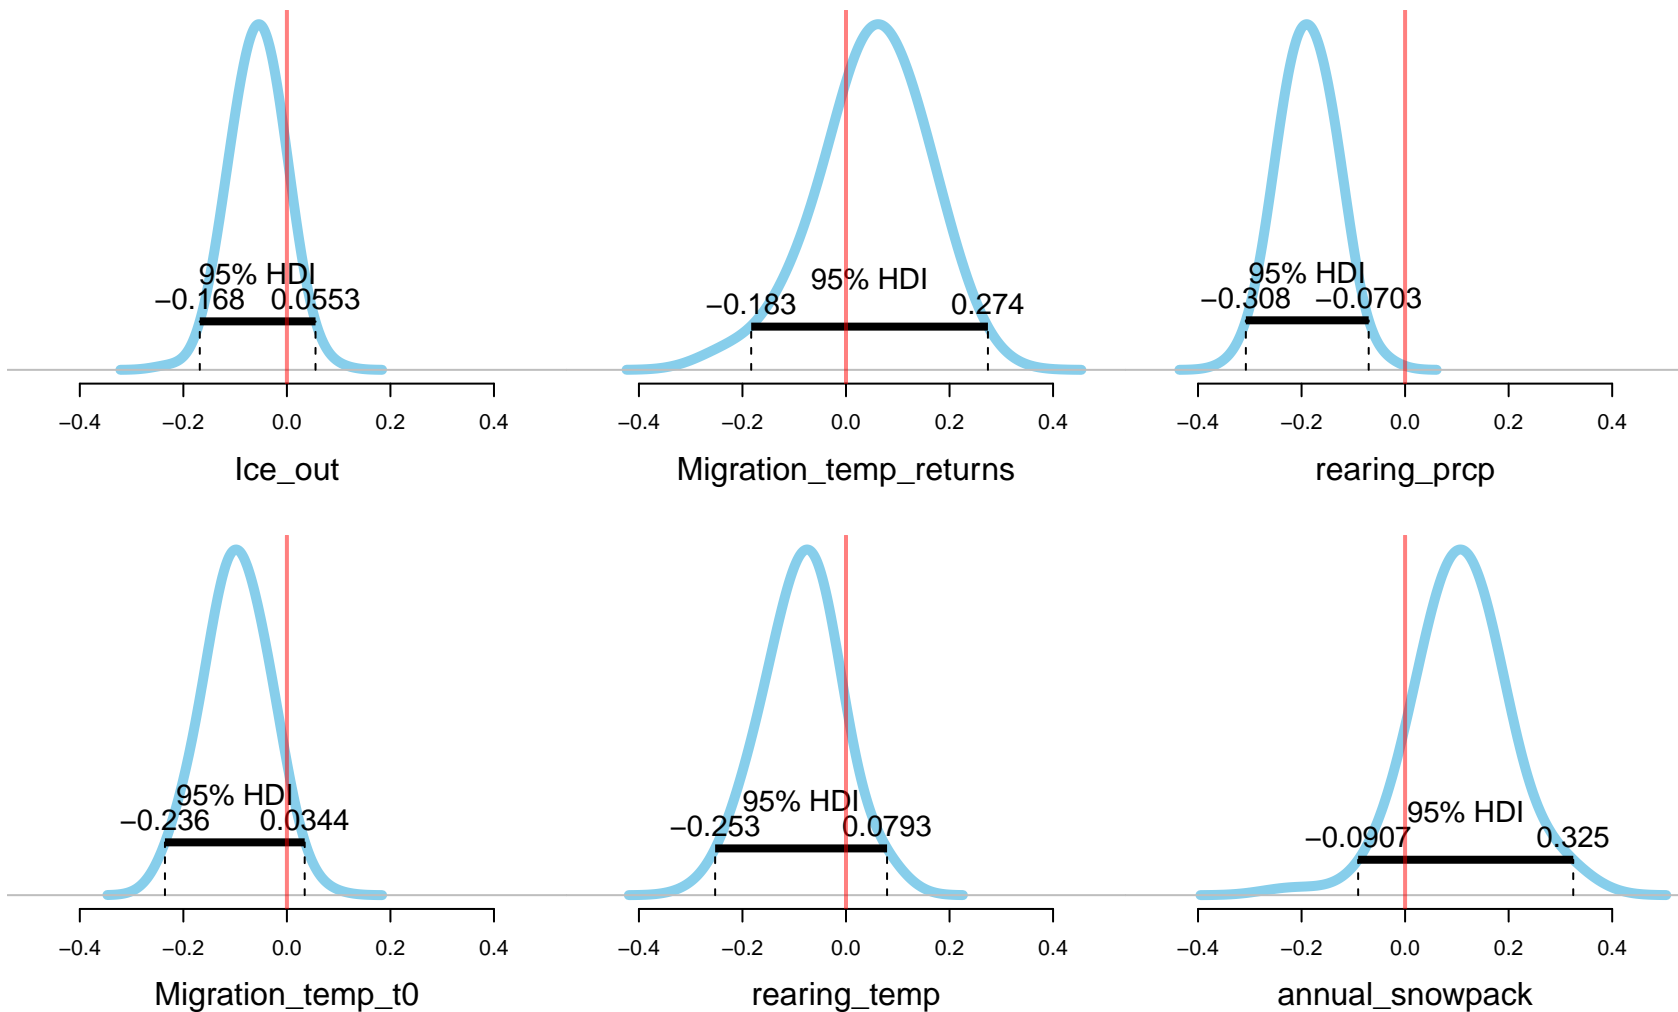 95% HDI
−0.168 0.0553
−0.4 −0.2 0.0 0.2 0.4
Ice_out
95% HDI
−0.183 0.274
−0.4 −0.2 0.0 0.2 0.4
Migration_temp_returns
95% HDI
−0.308 −0.0703
−0.4 −0.2 0.0 0.2 0.4
rearing_prcp
95% HDI
−0.236 0.0344
−0.4 −0.2 0.0 0.2 0.4
Migration_temp_t0
95% HDI
−0.253 0.0793
−0.4 −0.2 0.0 0.2 0.4
rearing_temp
95% HDI
−0.0907 0.325
−0.4 −0.2 0.0 0.2 0.4
annual_snowpack